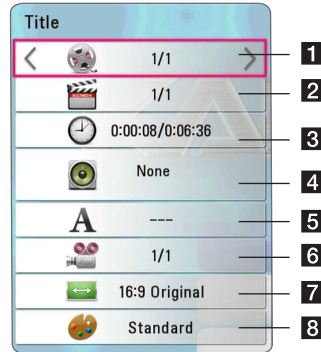 Title
1/1 1
1/1 2
0:00:08/0:06:36 3
None 4
A --- 5
1/1 6
16:9 Original 7
Standard 8